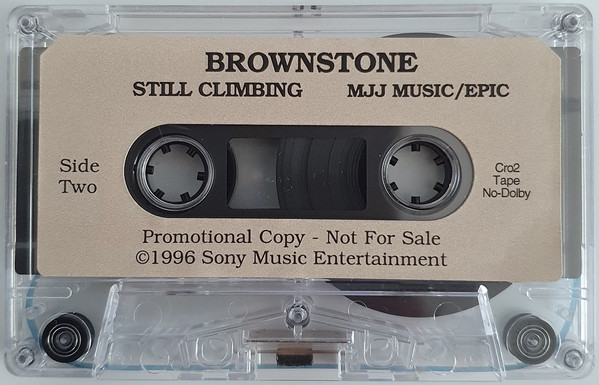 BROWNSTONE
STILL CLIMBING MJJ MUSIC/EPIC
Side
Two
Cro2
Tape
No-Dolby
Promotional Copy - Not For Sale
©1996 Sony Music Entertainment